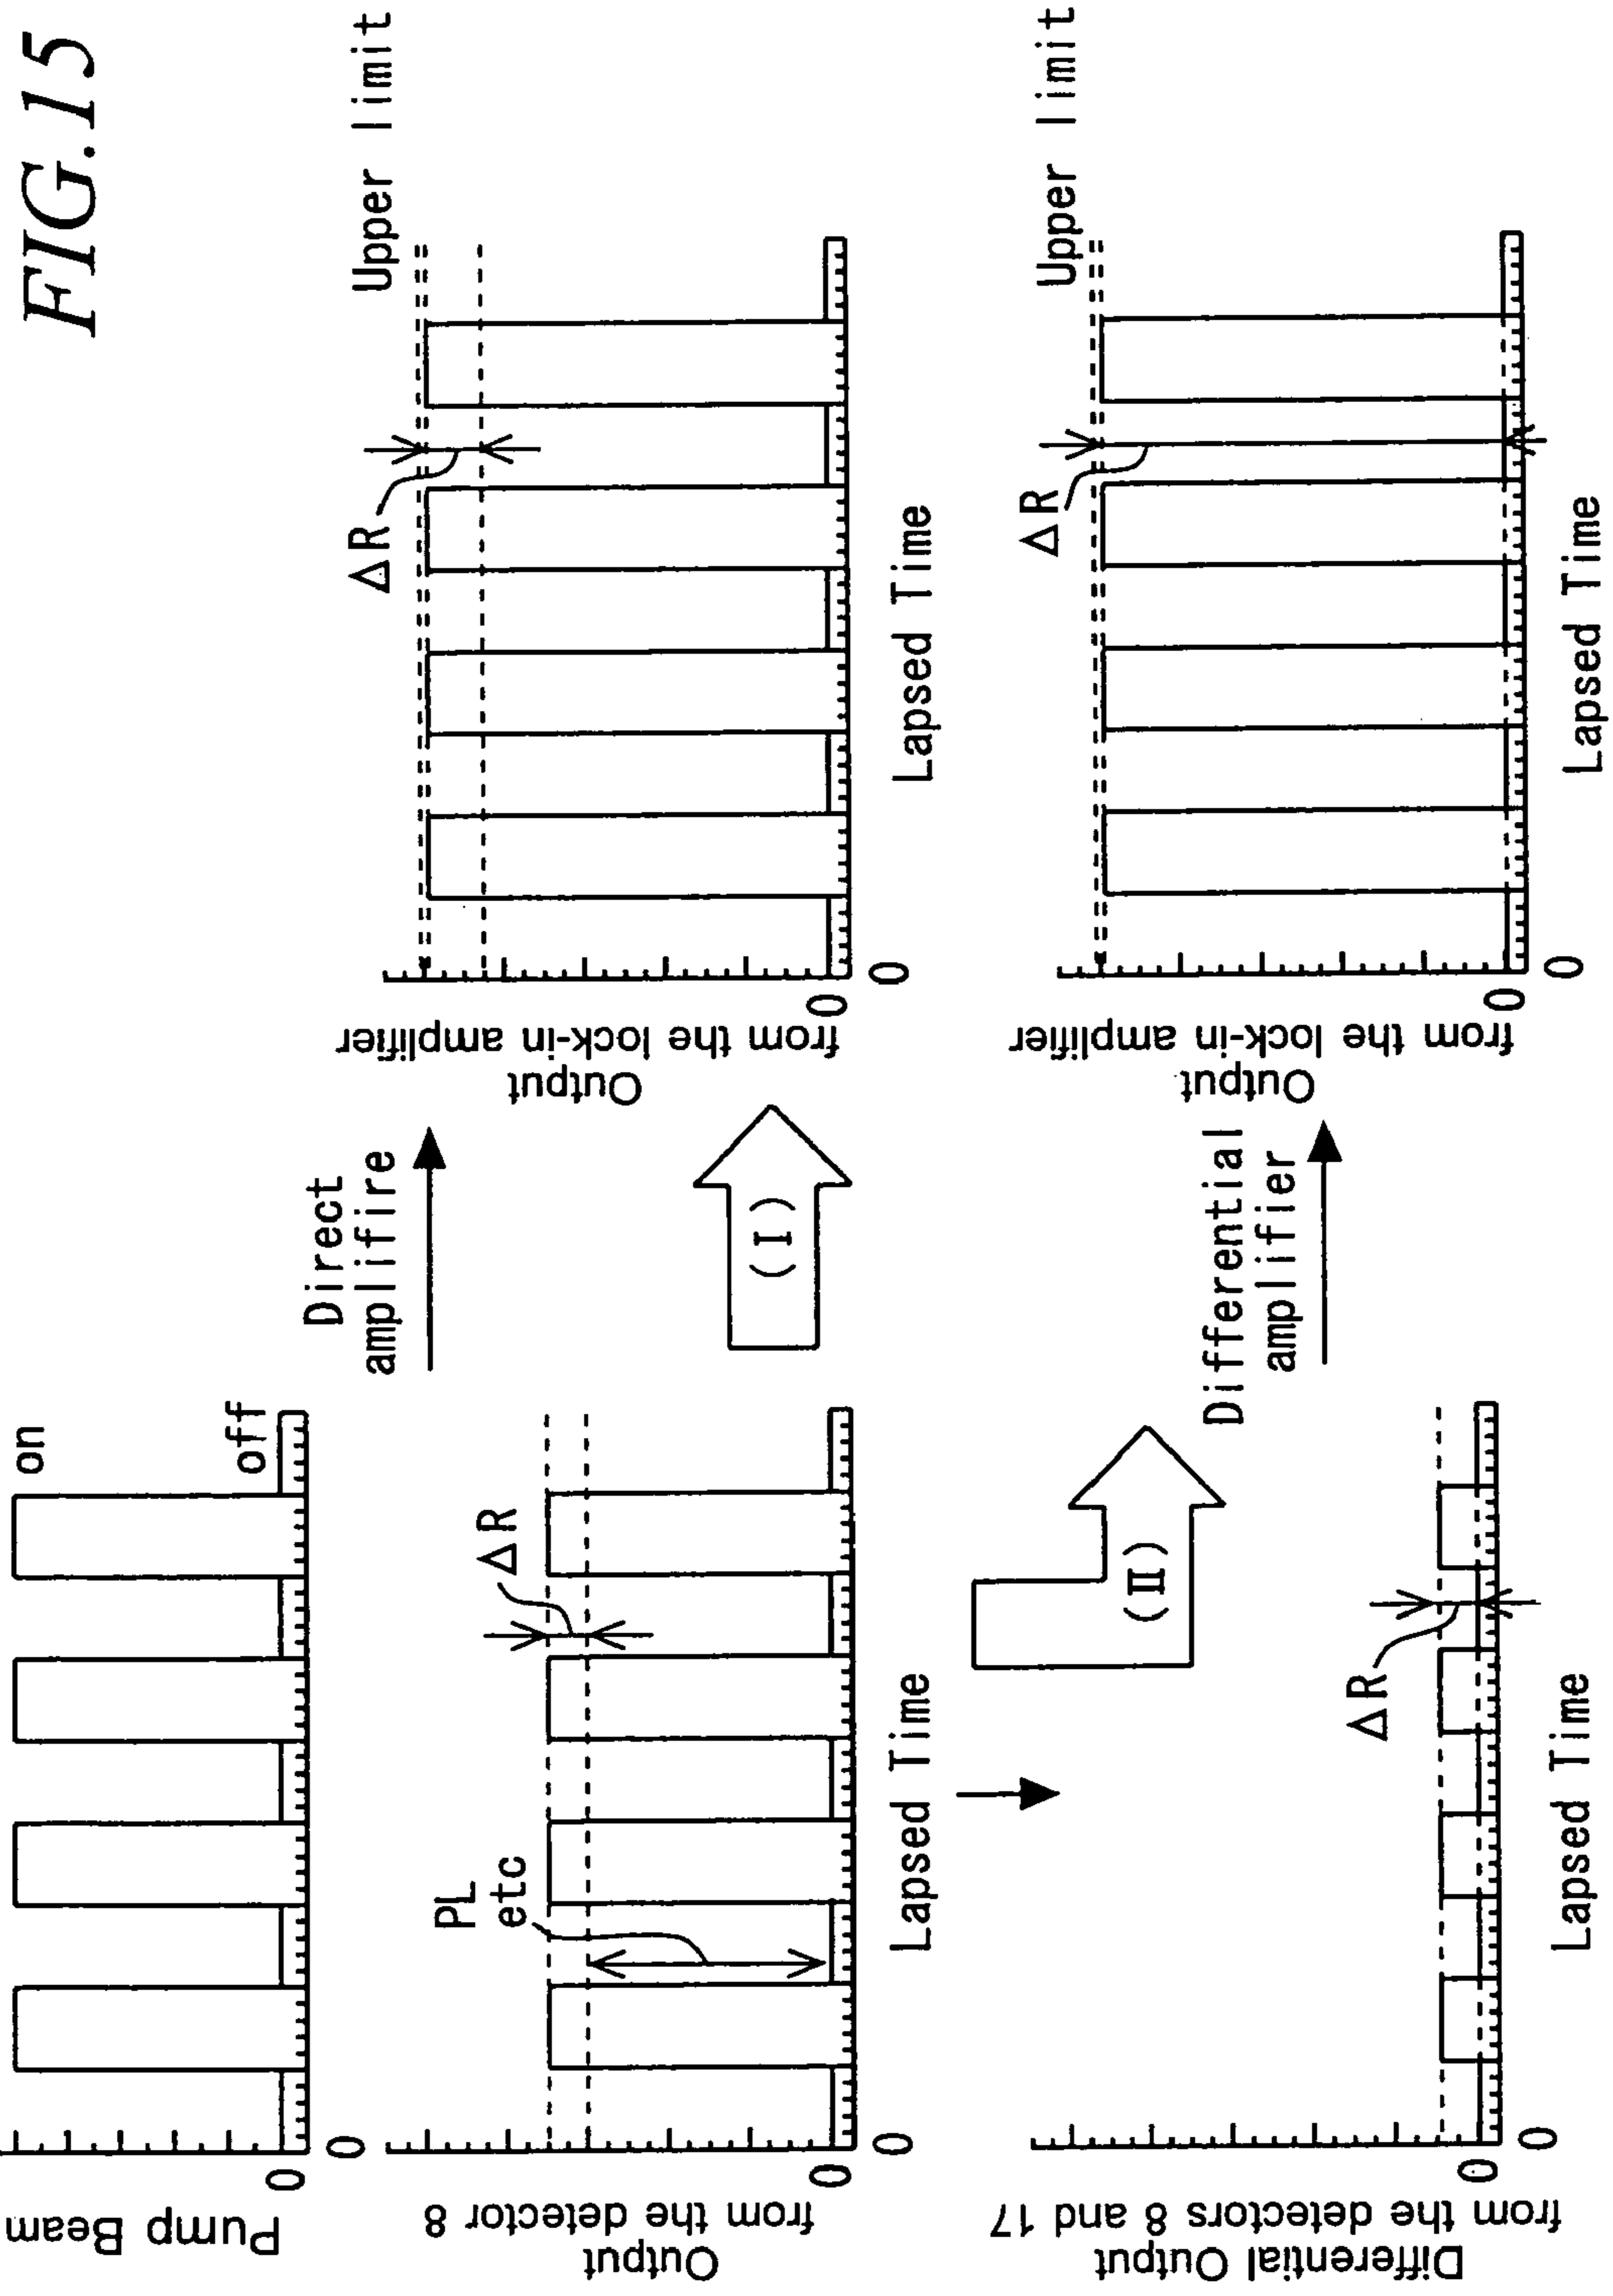 FIG.15
Pump Beam
0
on
off
0
Direct
amplifire
Output
from the detector 8
0
PL
etc
ΔR
0
Lapsed Time
(I)
Output
from the lock-in amplifier
0
ΔR
Upper limit
0
Lapsed Time
(II)
Differential Output
from the detectors 8 and 17
0
ΔR
0
Lapsed Time
Differential
amplifier
Output
from the lock-in amplifier
0
ΔR
Upper limit
0
Lapsed Time